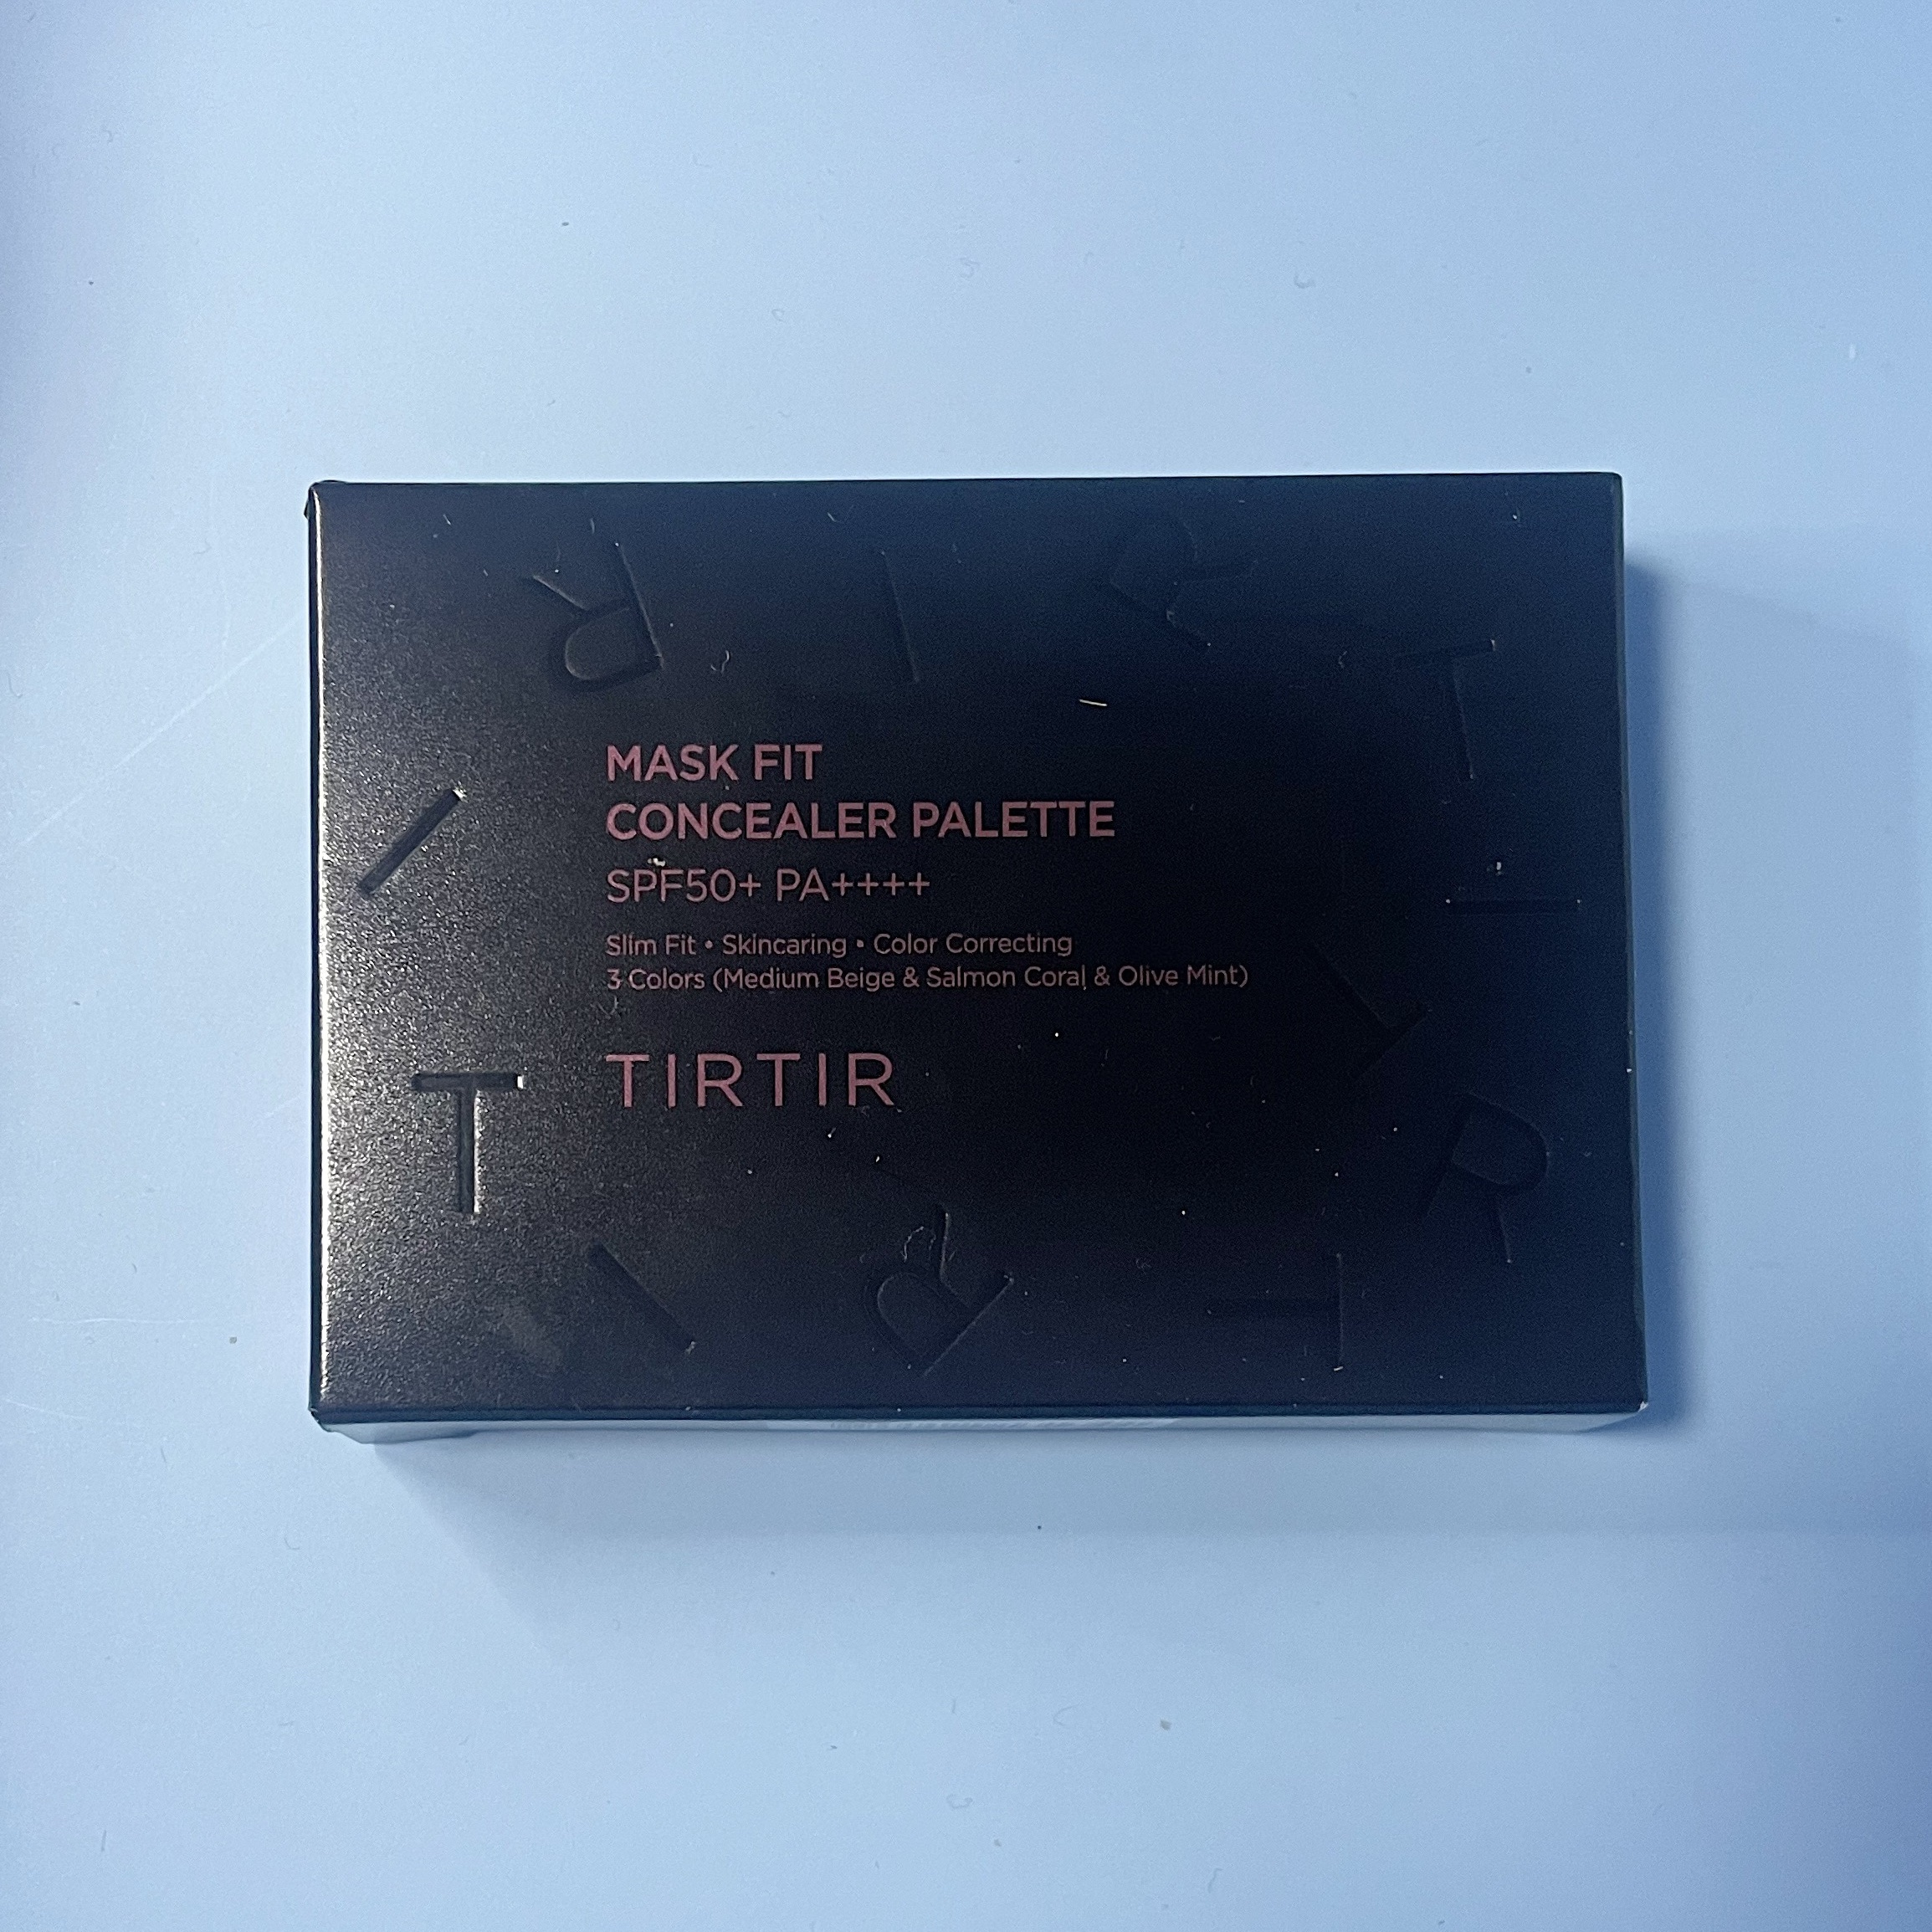 MASK FIT
CONCEALER PALETTE
SPF50+ PA++++
Slim Fit • Skincaring • Color Correcting
3 Colors (Medium Beige & Salmon Coral & Olive Mint)
TIRTIR